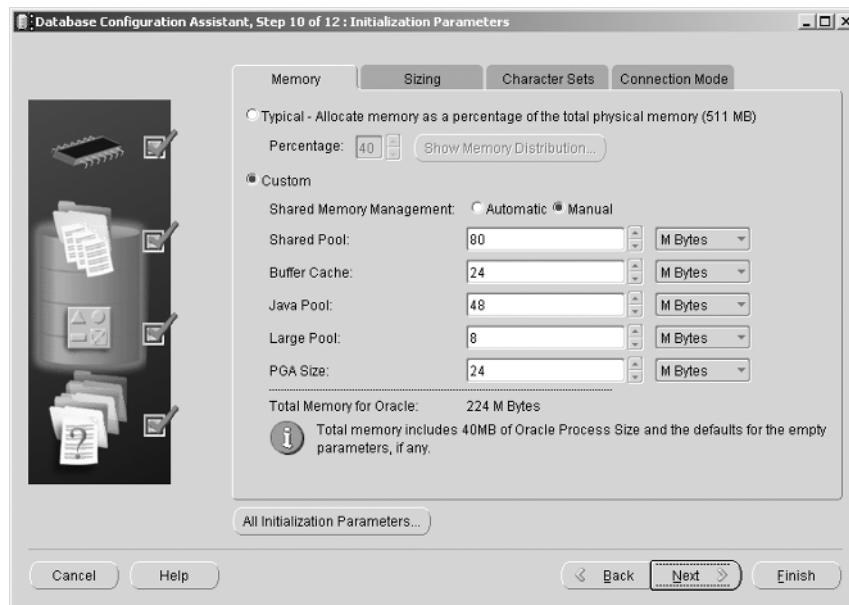 Database Configuration Assistant, Step 10 of 12 : Initialization Parameters
Memory Sizing Character Sets Connection Mode
Typical - Allocate memory as a percentage of the total physical memory (511 MB)
Percentage: 40 Show Memory Distribution...
Custom
Shared Memory Management: Automatic Manual
Shared Pool: 80 M Bytes
Buffer Cache: 24 M Bytes
Java Pool: 48 M Bytes
Large Pool: 8 M Bytes
PGA Size: 24 M Bytes
Total Memory for Oracle: 224 M Bytes
Total memory includes 40MB of Oracle Process Size and the defaults for the empty
parameters, if any.
All Initialization Parameters...
Cancel Help Back Next Finish